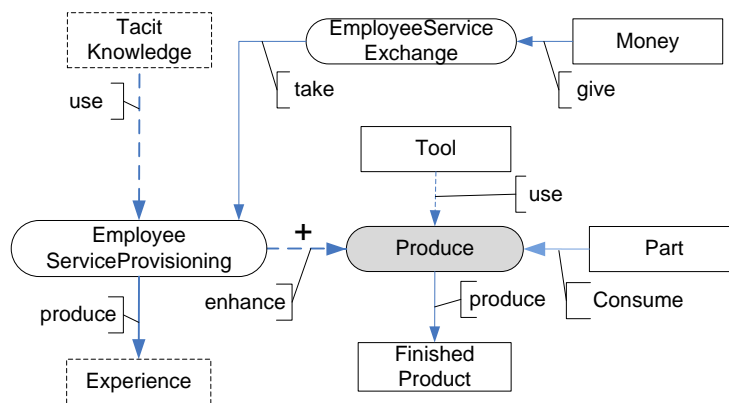 Tacit
Knowledge
EmployeeService
Exchange
Money
use
take
give
Tool
use
Employee
ServiceProvisioning
+
Produce
Part
produce
enhance
produce
Consume
Experience
Finished
Product